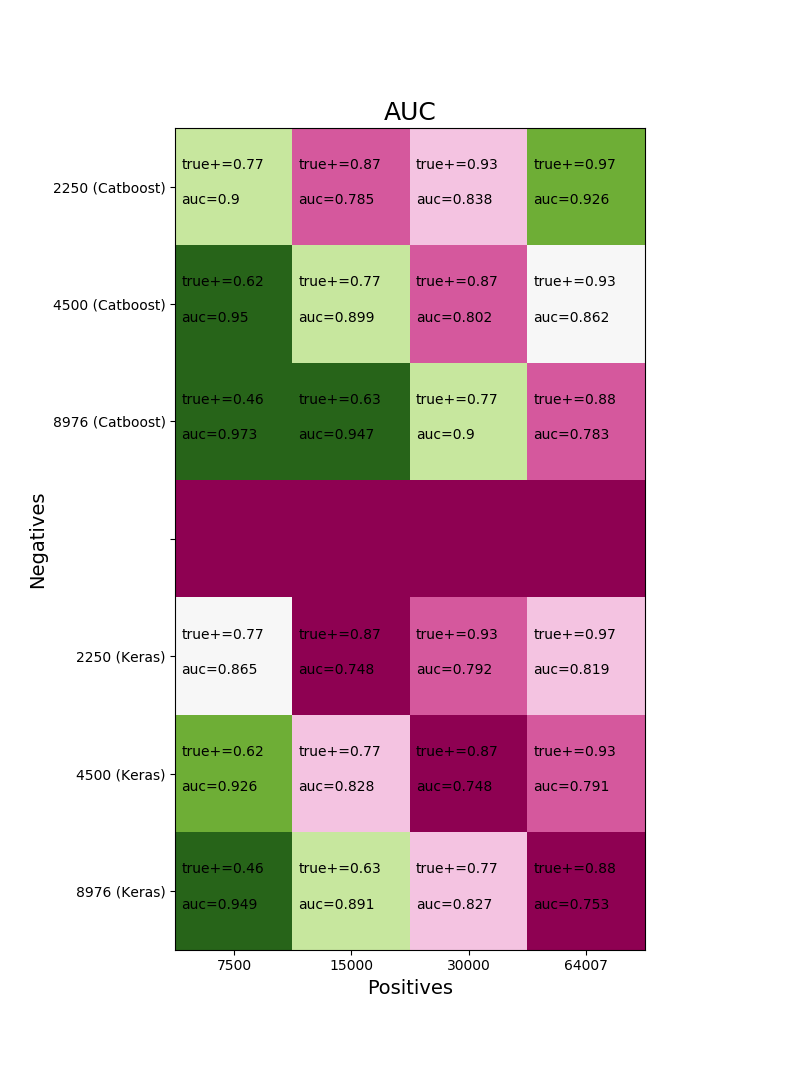 AUC
2250 (Catboost)
true+=0.77 true+=0.87 true+=0.93 true+=0.97
auc=0.9 auc=0.785 auc=0.838 auc=0.926
4500 (Catboost)
true+=0.62 true+=0.77 true+=0.87 true+=0.93
auc=0.95 auc=0.899 auc=0.802 auc=0.862
8976 (Catboost)
true+=0.46 true+=0.63 true+=0.77 true+=0.88
auc=0.973 auc=0.947 auc=0.9 auc=0.783
Negatives
2250 (Keras)
true+=0.77 true+=0.87 true+=0.93 true+=0.97
auc=0.865 auc=0.748 auc=0.792 auc=0.819
4500 (Keras)
true+=0.62 true+=0.77 true+=0.87 true+=0.93
auc=0.926 auc=0.828 auc=0.748 auc=0.791
8976 (Keras)
true+=0.46 true+=0.63 true+=0.77 true+=0.88
auc=0.949 auc=0.891 auc=0.827 auc=0.753
7500 15000 30000 64007
Positives